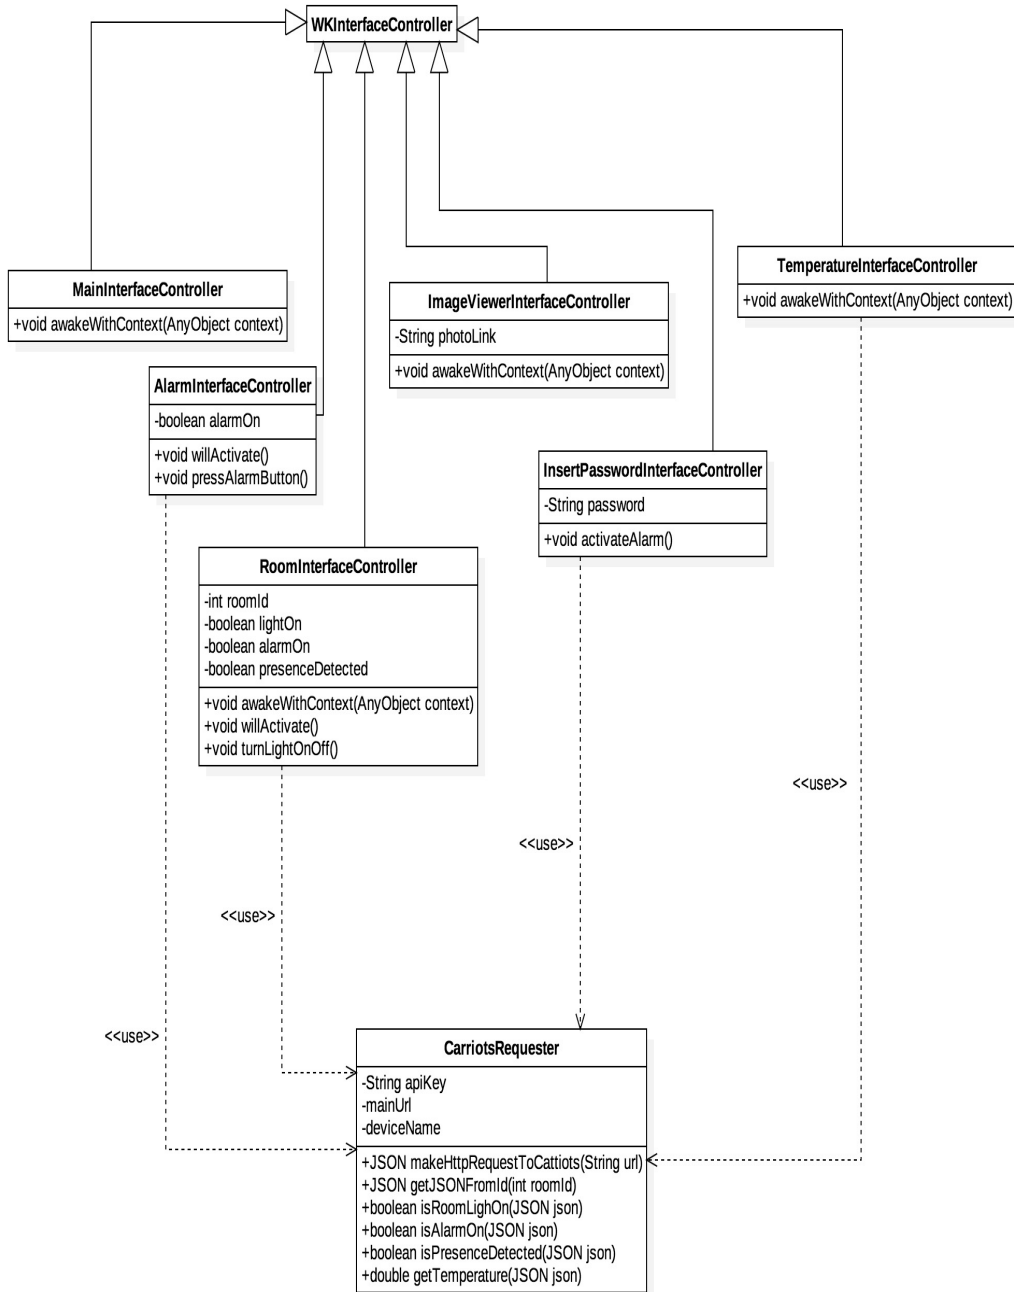 WKInterfaceController
MainInterfaceController
+void awakeWithContext(AnyObject context)
ImageViewerInterfaceController
-String photoLink
+void awakeWithContext(AnyObject context)
TemperatureInterfaceController
+void awakeWithContext(AnyObject context)
AlarmInterfaceController
-boolean alarmOn
+void willActivate()
+void pressAlarmButton()
InsertPasswordInterfaceController
-String password
+void activateAlarm()
RoomInterfaceController
-int roomId
-boolean lightOn
-boolean alarmOn
-boolean presenceDetected
+void awakeWithContext(AnyObject context)
+void willActivate()
+void turnLightOnOff()
<<use>>
<<use>>
<<use>>
<<use>>
CarriotsRequester
-String apiKey
-mainUrl
-deviceName
+JSON makeHttpRequestToCattiots(String url)
+JSON getJSONFromId(int roomId)
+boolean isRoomLighOn(JSON json)
+boolean isAlarmOn(JSON json)
+boolean isPresenceDetected(JSON json)
+double getTemperature(JSON json)